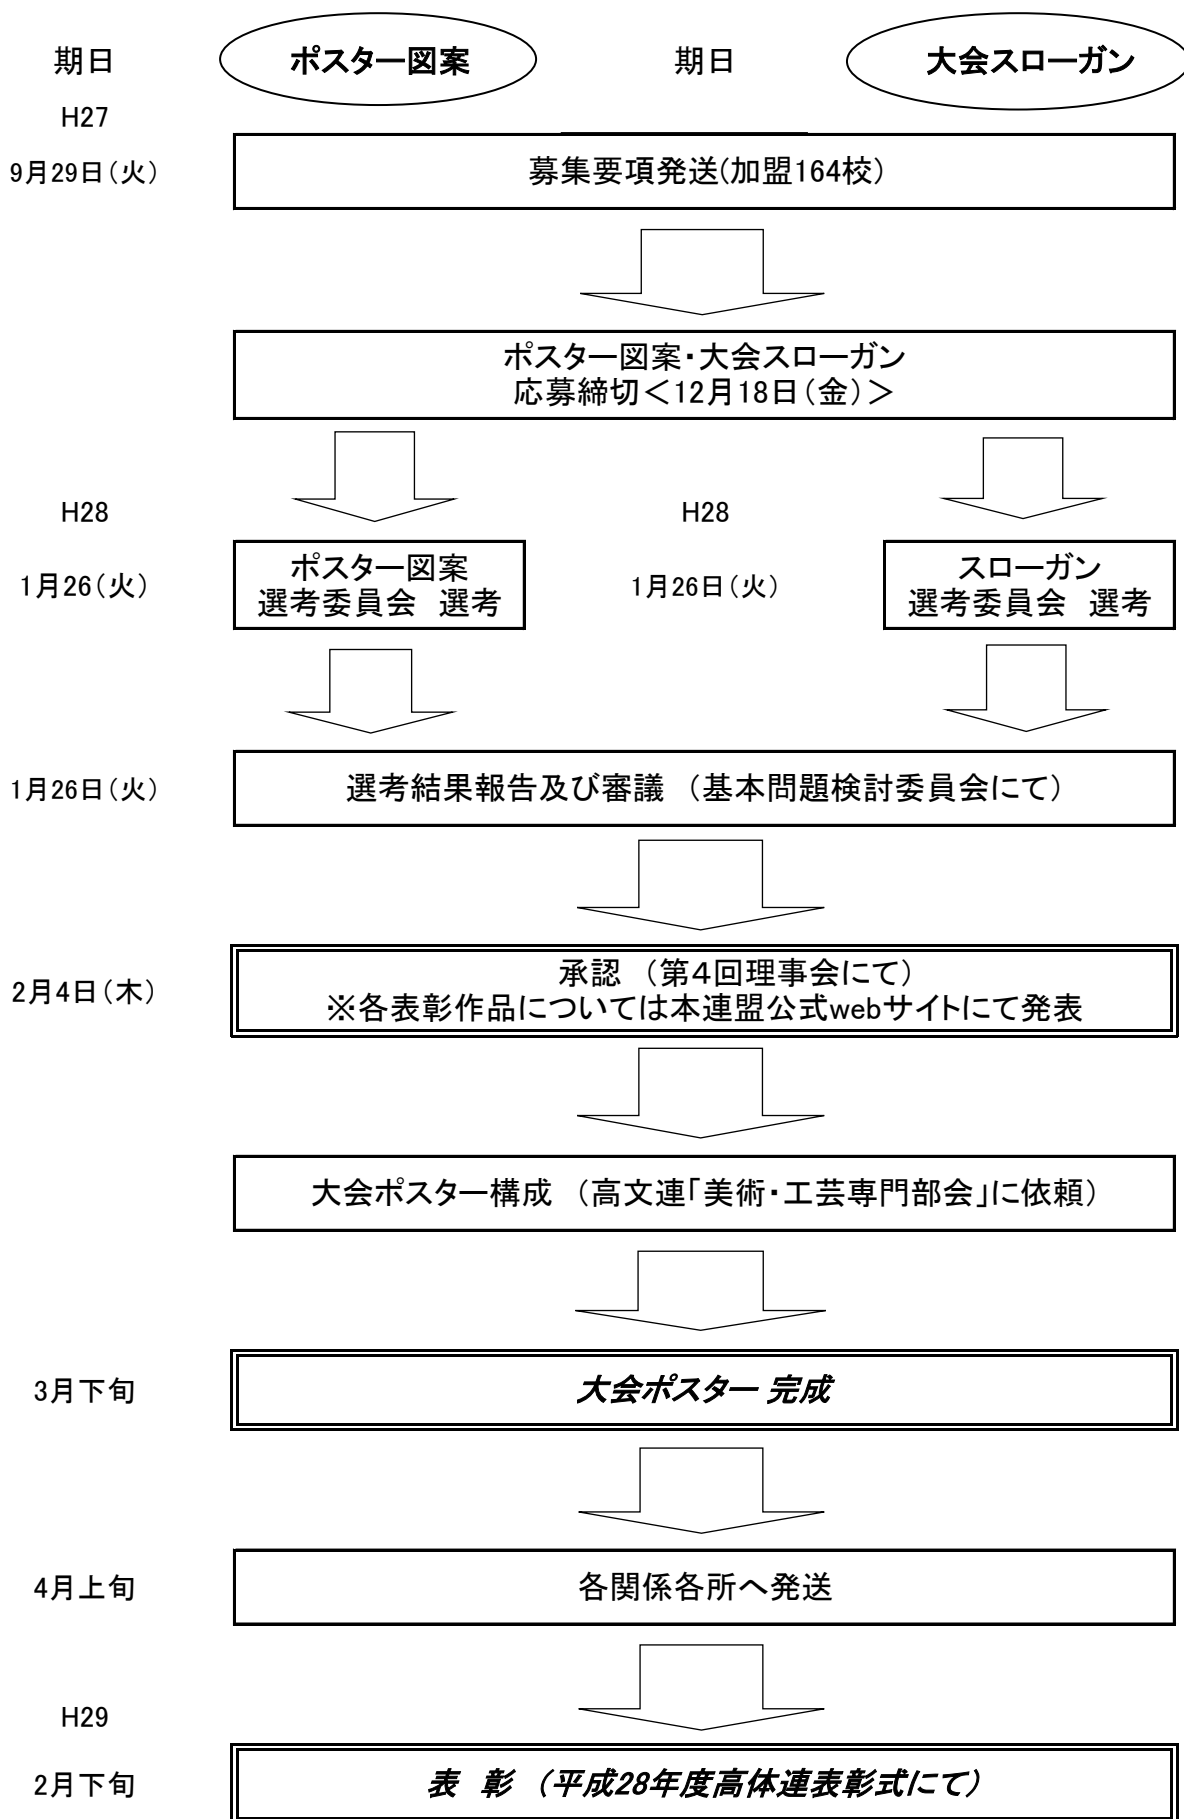 期日
ポスター図案
期日
大会スローガン
H27
9月29日(火)
募集要項発送(加盟164校)
ポスター図案・大会スローガン
応募締切<12月18日(金)>
H28
H28
1月26(火)
ポスター図案
選考委員会　選考
1月26日(火)
スローガン
選考委員会　選考
1月26日(火)
選考結果報告及び審議　(基本問題検討委員会にて)
2月4日(木)
承認　(第4回理事会にて)
※各表彰作品については本連盟公式webサイトにて発表
大会ポスター構成　(高文連「美術・工芸専門部会」に依頼)
3月下旬
大会ポスター 完成
4月上旬
各関係各所へ発送
H29
2月下旬
表　彰　(平成28年度高体連表彰式にて)